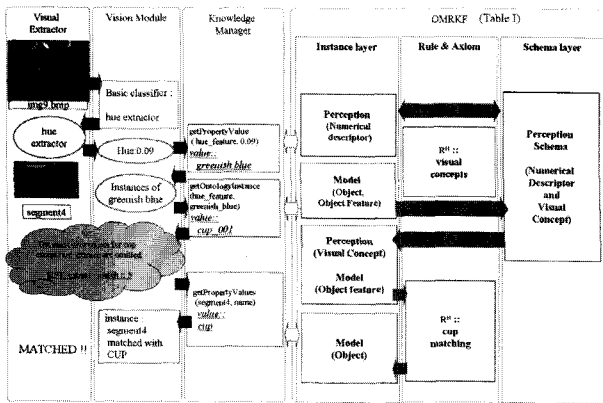 Visual
Extractor
Vision Module
Knowledge
Manager
OMRKF (Table I)
Instance layer
Rule & Axiom
Schema layer
img9.bmp
hue
extractor
segment4
MATCHED !!
Basic classifier :
hue extractor
Hue 0.09
Instances of
greenish blue
instance :
segment4
matched with
CUP
getPropertyValue
(hue_feature, 0.09)
value::
greenish blue
getOntologyInstance
(hue_feature,
greenish_blue)
value::
cup_001
getPropertyValues
(segment4, name)
value::
cup
Perception
(Numerical
descriptor)
Model
(Object,
Object Feature)
Perception
(Visual Concept)
Model
(Object feature)
Model
(Object)
R ::
visual
concepts
R ::
cup
matching
Perception
Schema
(Numerical
Descriptor
and
Visual
Concept)